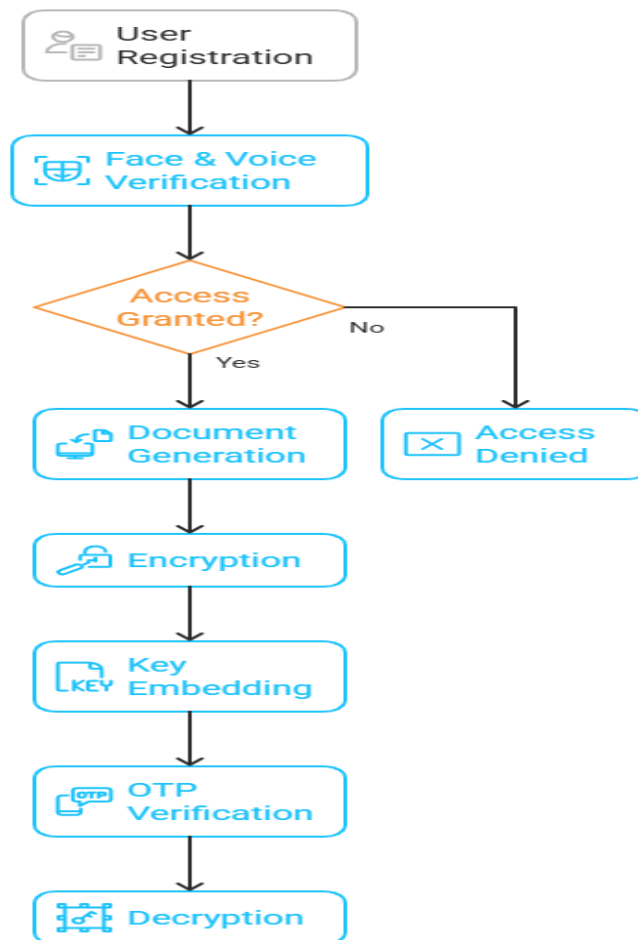 User
Registration
Face & Voice
Verification
Access
Granted?
No
Yes
Document
Generation
Access
Denied
Encryption
KEY
Key
Embedding
OTP
OTP
Verification
Decryption